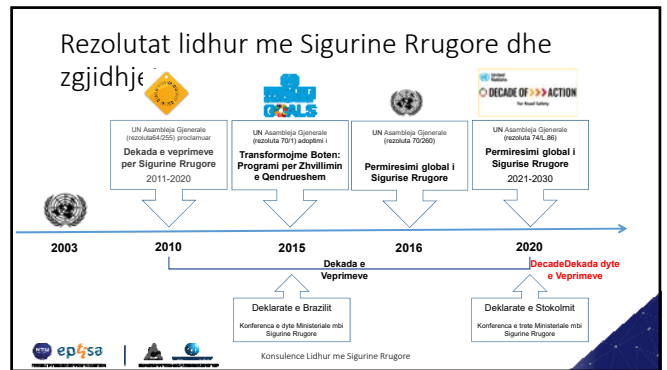 Rezolutat lidhur me Sigurine Rrugore dhe
zgjidhje
GOALS
United
Nations
DECADE OF >>> ACTION
For Road Safety
UN Asambleja Gjenerale
(rezoluta64/255) proclamuar
Dekada e veprimeve
per Sigurine Rrugore
2011-2020
UN Asambleja Gjenerale
(rezoluta 70/1) adoptimi i
Transformojme Boten:
Programi per Zhvillimin
e Qendrueshem
UN Asambleja Gjenerale
(rezoluta 70/260)
Permiresimi global i
Sigurise Rrugore
UN Asambleja Gjenerale
(rezoluta 74/L.86)
Permiresimi global i
Sigurise Rrugore
2021-2030
2003
2010
2015
2016
2020
Dekada e
Veprimeve
DecadeDekada dyte
e Veprimeve
Deklarate e Brazilit
Konferenca e dyte Ministeriale mbi
Sigurine Rrugore
Deklarate e Stokolmit
Konferenca e trete Ministeriale mbi
Sigurine Rrugore
eptisa
Konsulence Lidhur me Sigurine Rrugore